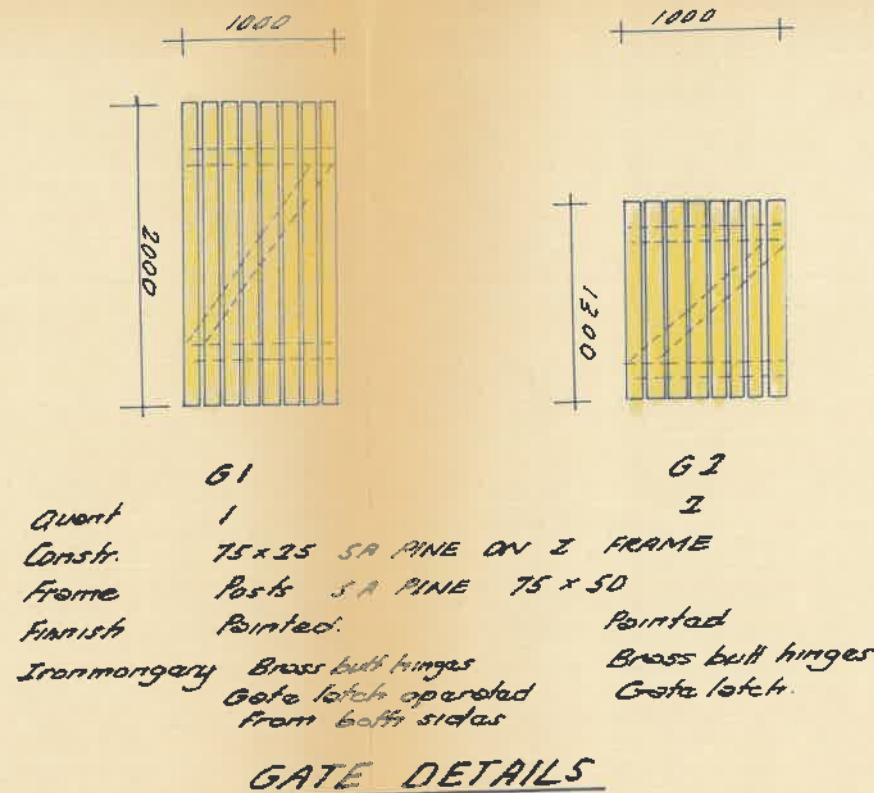 1000
1000
2000
1300
G1
G2
Quant 1 2
Constr. 75 x 25 SA PINE ON Z FRAME
Frame Posts SA PINE 75 x 50
Finnish Painted. Painted
Ironmongary Brass butt hinges Brass butt hinges
Gate latch operated Gate latch.
From both sides
GATE DETAILS